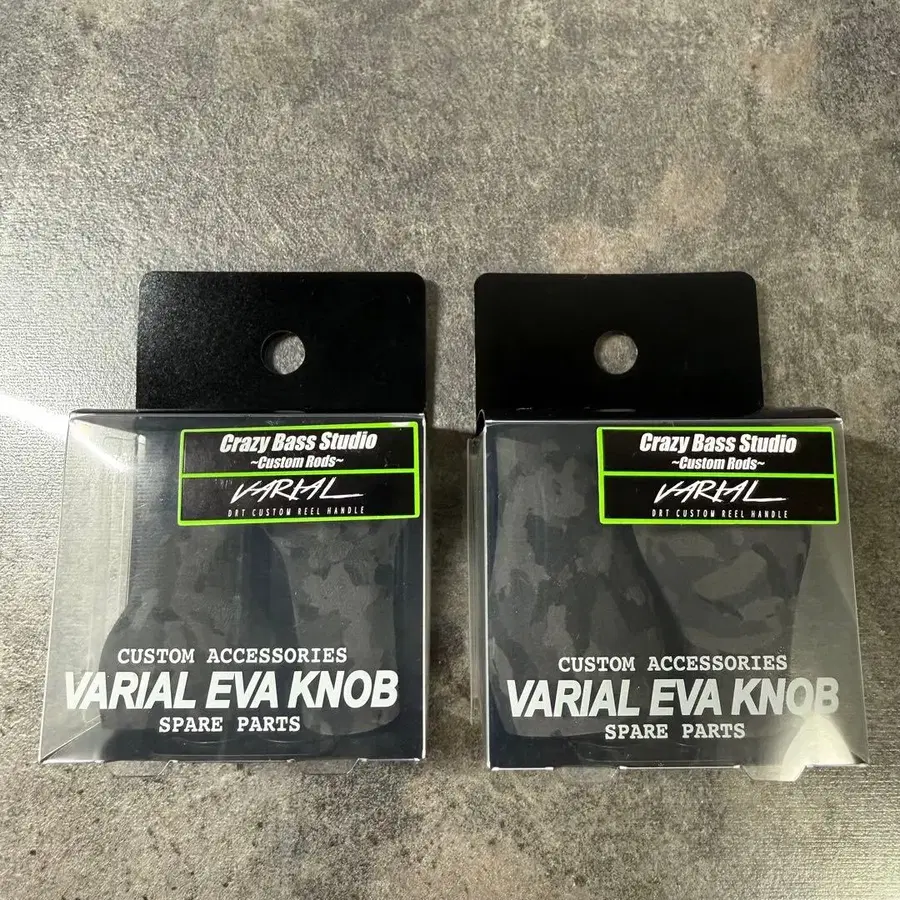 Crazy Bass Studio
~Custom Rods~
VARIAL
DRT CUSTOM REEL HANDLE
CUSTOM ACCESSORIES
VARIAL EVA KNOB
SPARE PARTS
Crazy Bass Studio
~Custom Rods~
VARIAL
DRT CUSTOM REEL HANDLE
CUSTOM ACCESSORIES
VARIAL EVA KNOB
SPARE PARTS